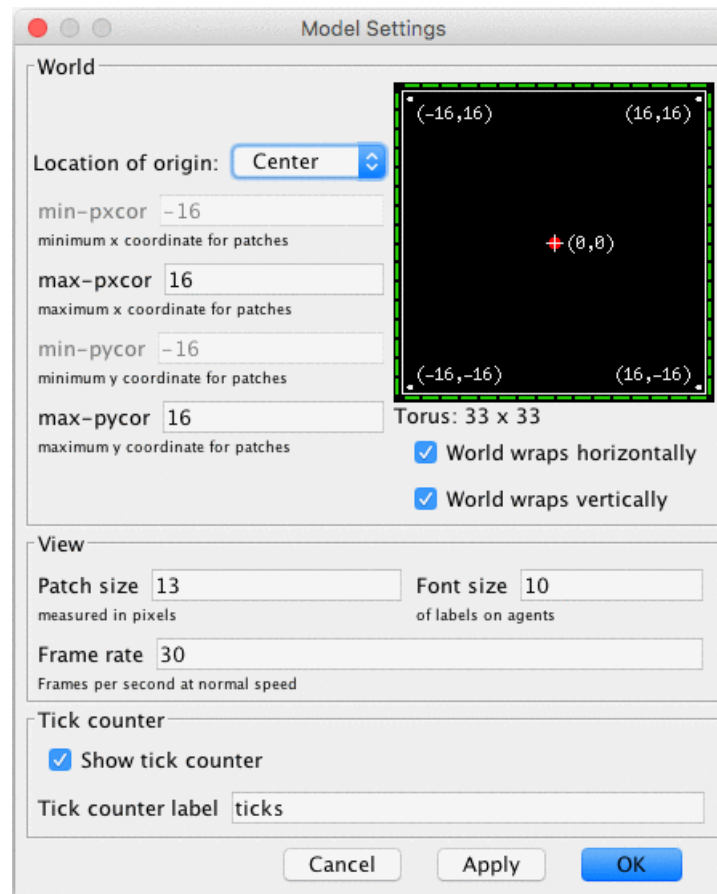 Model Settings
World
(-16,16) (16,16)
Location of origin: Center
min-pxcor -16
minimum x coordinate for patches
(0,0)
max-pxcor 16
maximum x coordinate for patches
min-pycor -16
minimum y coordinate for patches
(-16,-16) (16,-16)
max-pycor 16
maximum y coordinate for patches
Torus: 33 x 33
World wraps horizontally
World wraps vertically
View
Patch size 13 Font size 10
measured in pixels of labels on agents
Frame rate 30
Frames per second at normal speed
Tick counter
Show tick counter
Tick counter label ticks
Cancel Apply OK